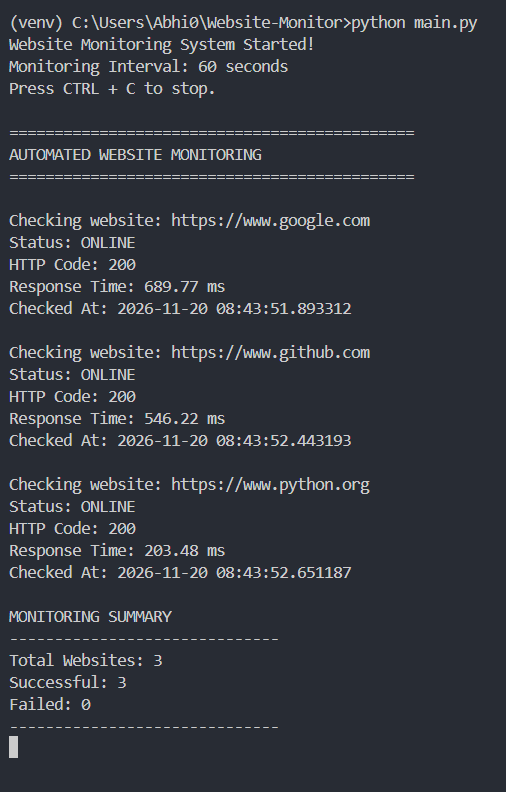 (venv) C:\Users\Abhi0\Website-Monitor>python main.py
Website Monitoring System Started!
Monitoring Interval: 60 seconds
Press CTRL + C to stop.
=============================================
AUTOMATED WEBSITE MONITORING
=============================================
Checking website: https://www.google.com
Status: ONLINE
HTTP Code: 200
Response Time: 689.77 ms
Checked At: 2026-11-20 08:43:51.893312
Checking website: https://www.github.com
Status: ONLINE
HTTP Code: 200
Response Time: 546.22 ms
Checked At: 2026-11-20 08:43:52.443193
Checking website: https://www.python.org
Status: ONLINE
HTTP Code: 200
Response Time: 203.48 ms
Checked At: 2026-11-20 08:43:52.651187
MONITORING SUMMARY
------------------------------
Total Websites: 3
Successful: 3
Failed: 0
------------------------------